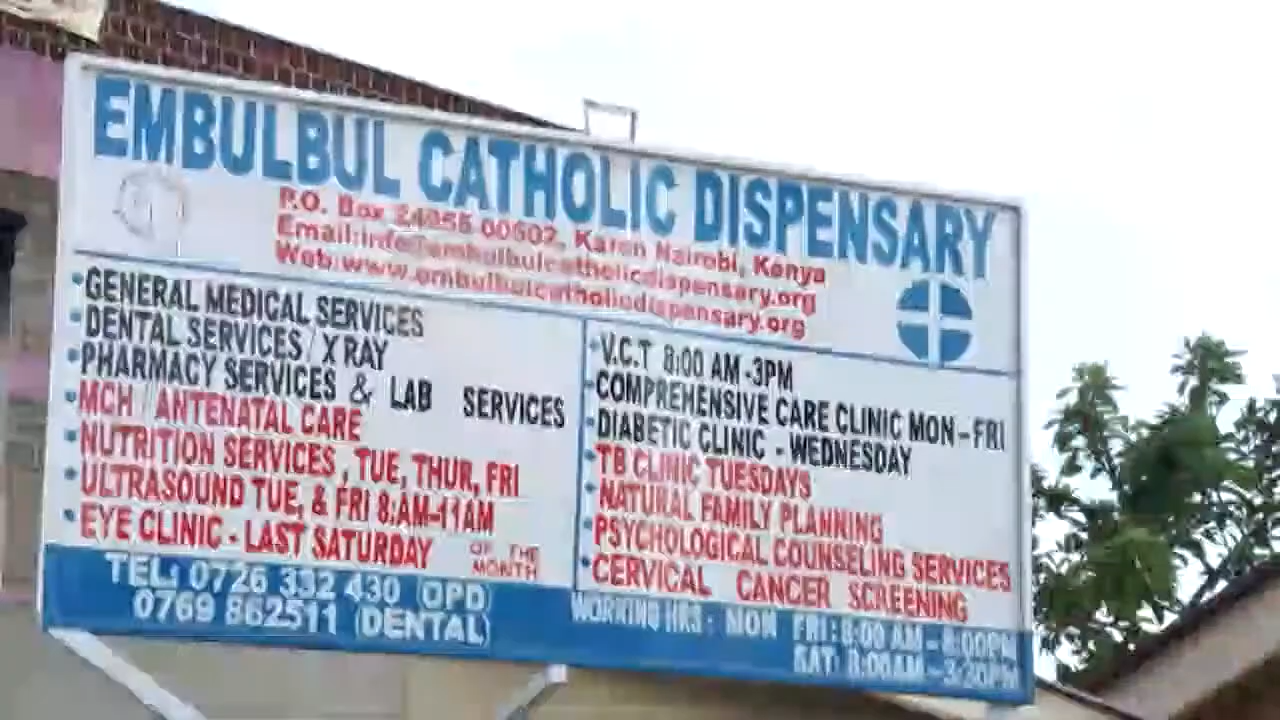 EMBULBUL CATHOLIC DISPENSARY
P.O. Box 24055 00502, Karen Nairobi, Kenya
Email:info@embulbulcatholicdispensary.org
Web:www.embulbulcatholicdispensary.org
•GENERAL MEDICAL SERVICES
•DENTAL SERVICES / X RAY
•PHARMACY SERVICES & LAB SERVICES
•MCH / ANTENATAL CARE
•NUTRITION SERVICES , TUE, THUR, FRI
•ULTRASOUND TUE, & FRI 8:AM-11AM
•EYE CLINIC - LAST SATURDAY OF THE MONTH
•V.C.T 8:00 AM -3PM
•COMPREHENSIVE CARE CLINIC MON - FRI
•DIABETIC CLINIC - WEDNESDAY
•TB CLINIC TUESDAYS
•NATURAL FAMILY PLANNING
•PSYCHOLOGICAL COUNSELING SERVICES
•CERVICAL CANCER SCREENING
TEL: 0726 332 430 (OPD)
0769 862511 (DENTAL)
WORKING HRS : MON FRI : 8:00 AM -
SAT: 8:00AM -